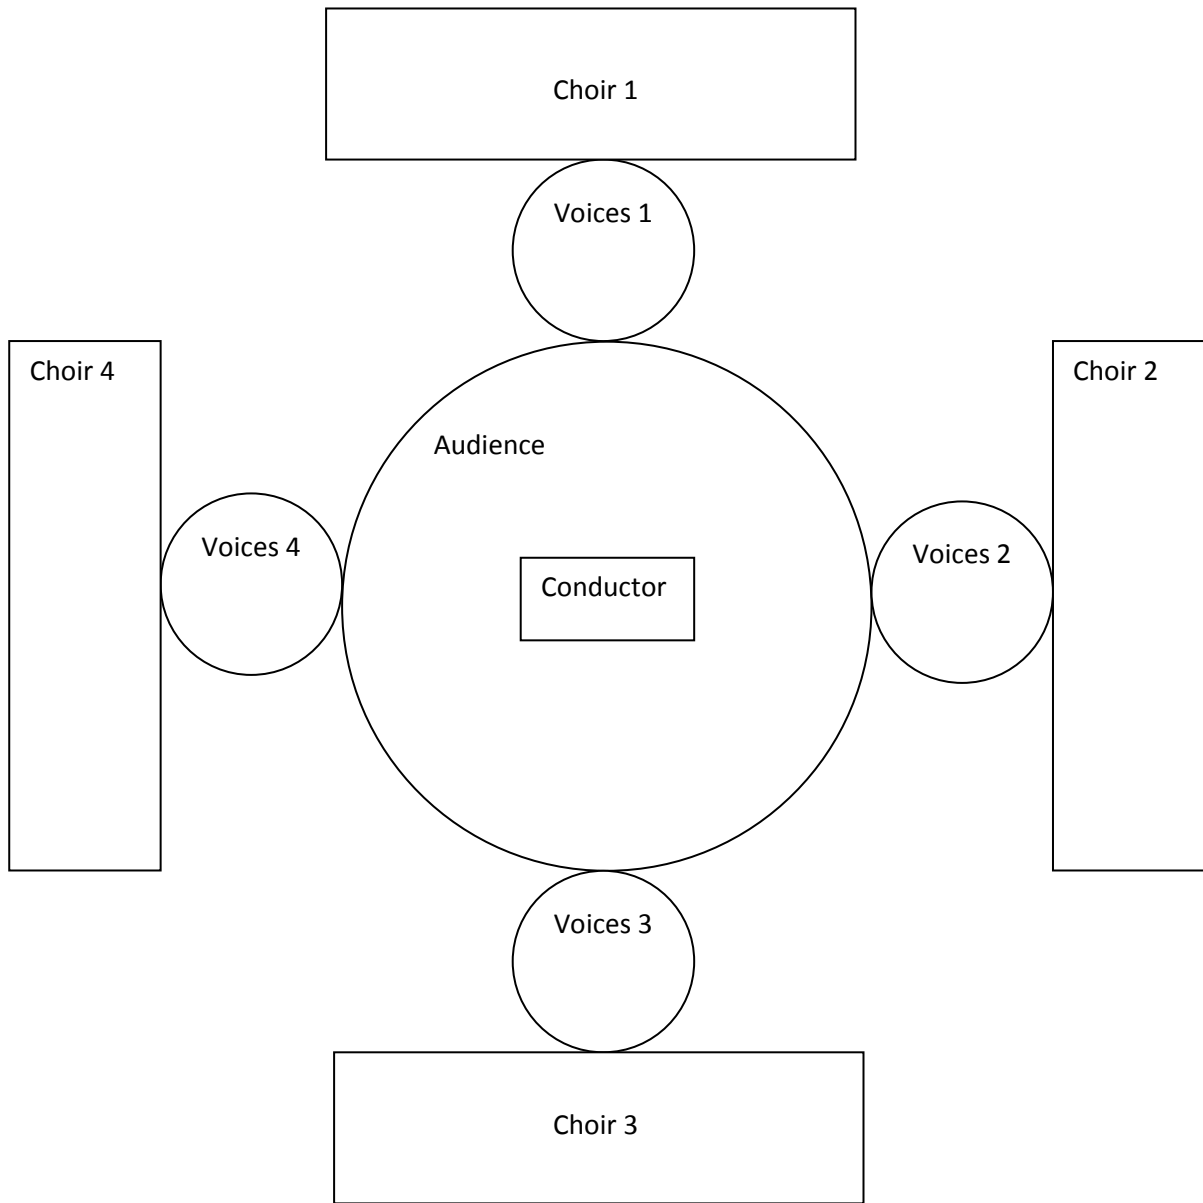 Choir 1
Voices 1
Choir 4
Choir 2
Audience
Voices 4
Voices 2
Conductor
Voices 3
Choir 3